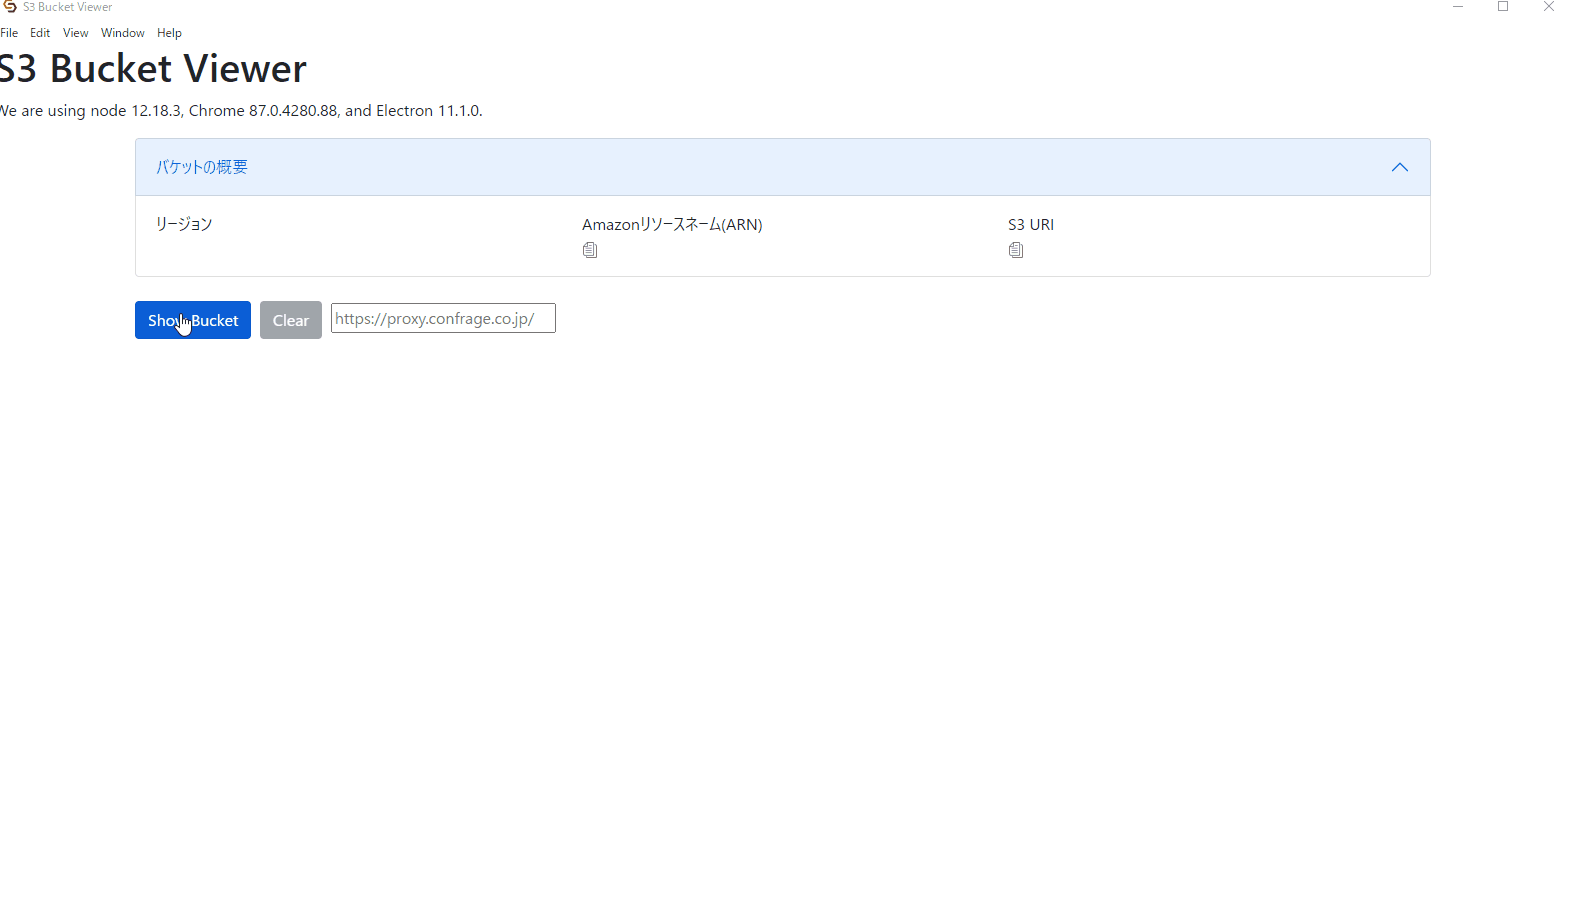 S3 Bucket Viewer
File Edit View Window Help
S3 Bucket Viewer
We are using node 12.18.3, Chrome 87.0.4280.88, and Electron 11.1.0.
バケットの概要
リージョン Amazonリソースネーム(ARN) S3 URI
Show Bucket Clear https://proxy.confrage.co.jp/